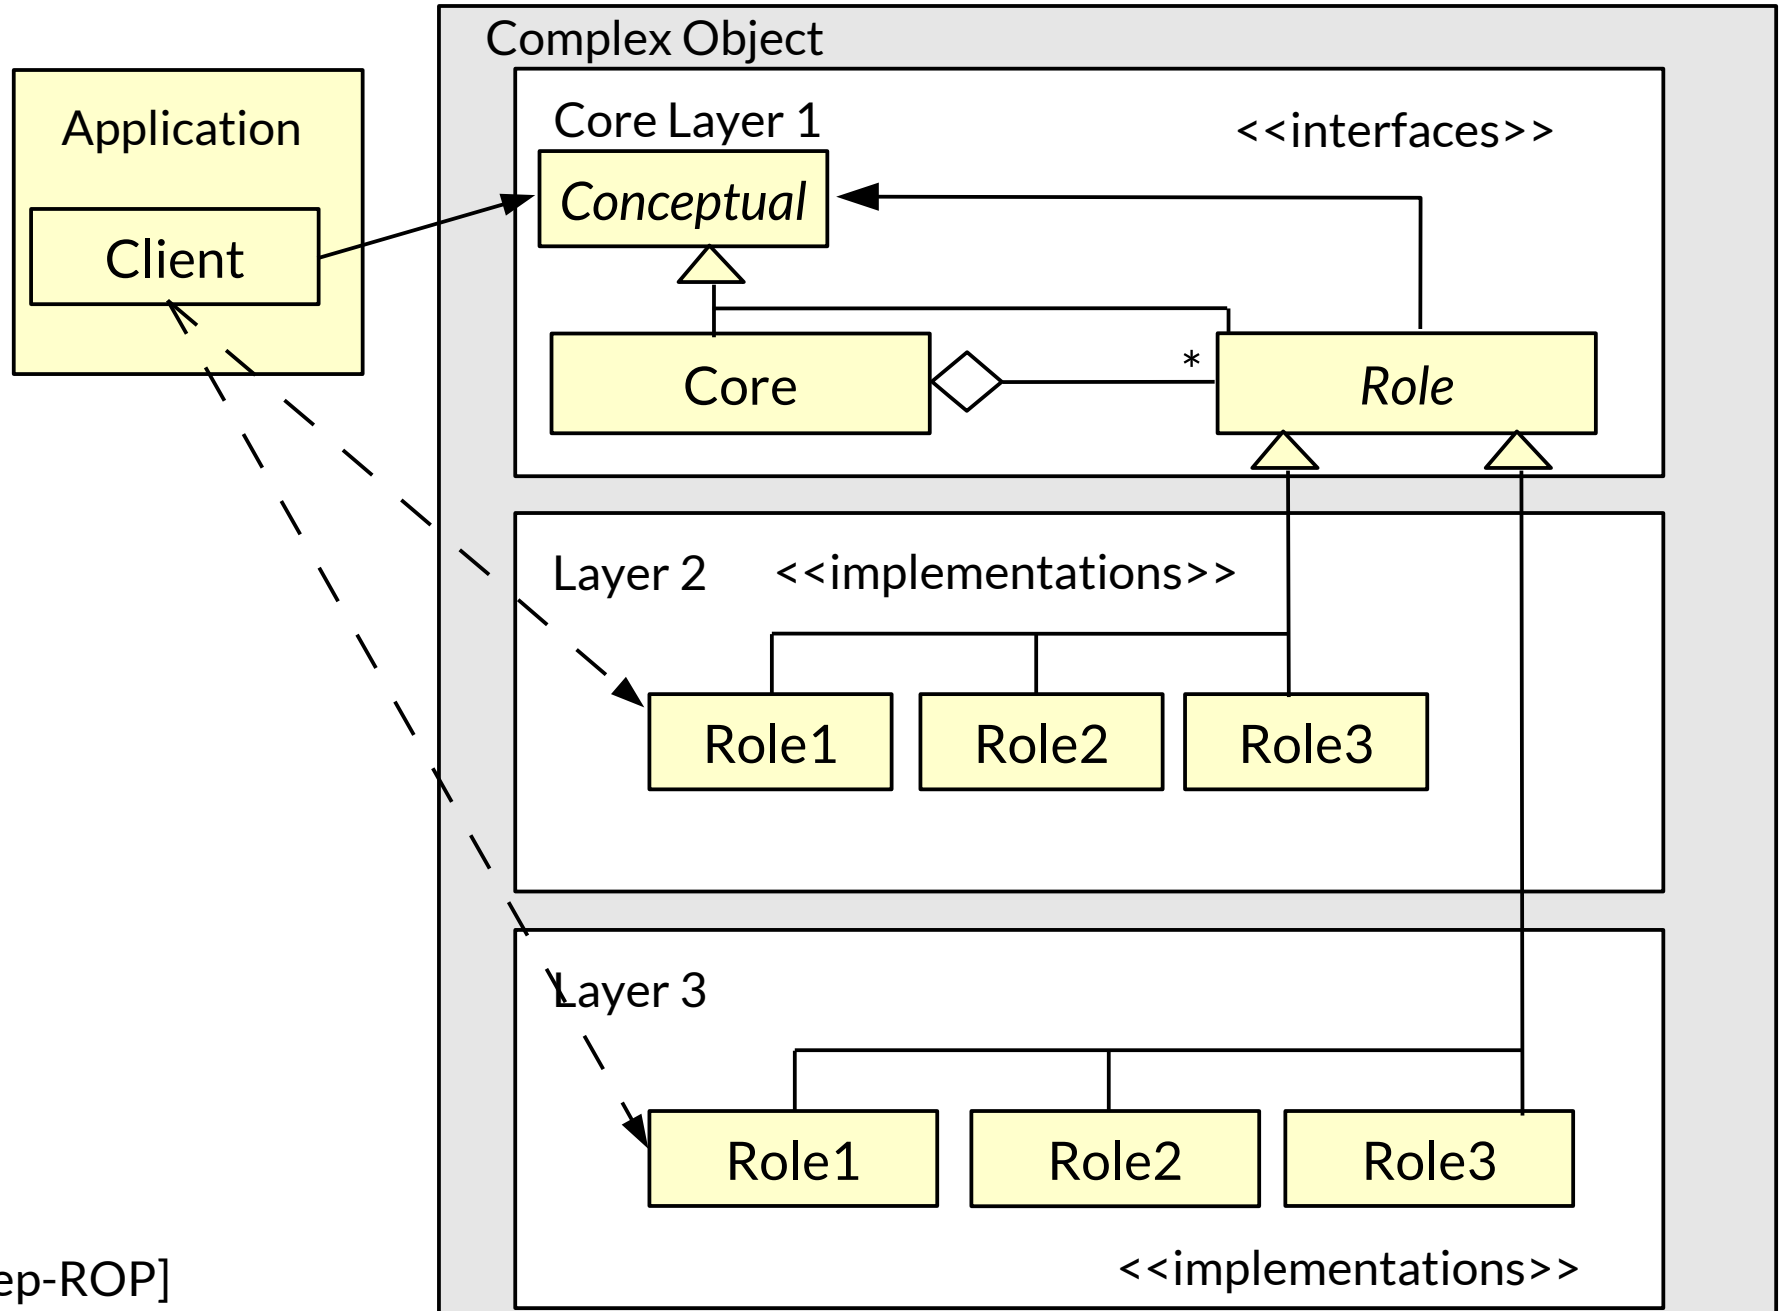 Complex Object
Application
Client
Core Layer 1
<<interfaces>>
Conceptual
Core
*
Role
Layer 2 <<implementations>>
Role1 Role2 Role3
Layer 3
Role1 Role2 Role3
<<implementations>>
ep-ROP]